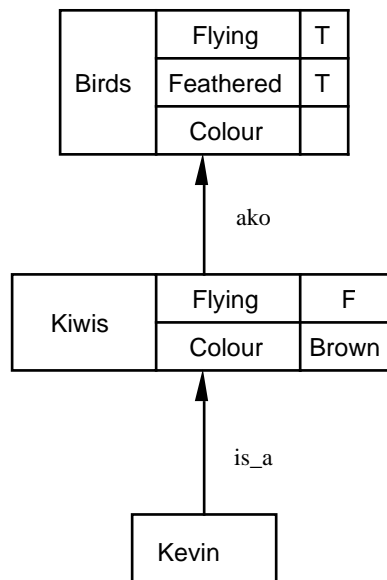 Flying T
Birds Feathered T
Colour
ako
Flying F
Kiwis
Colour Brown
is_a
Kevin